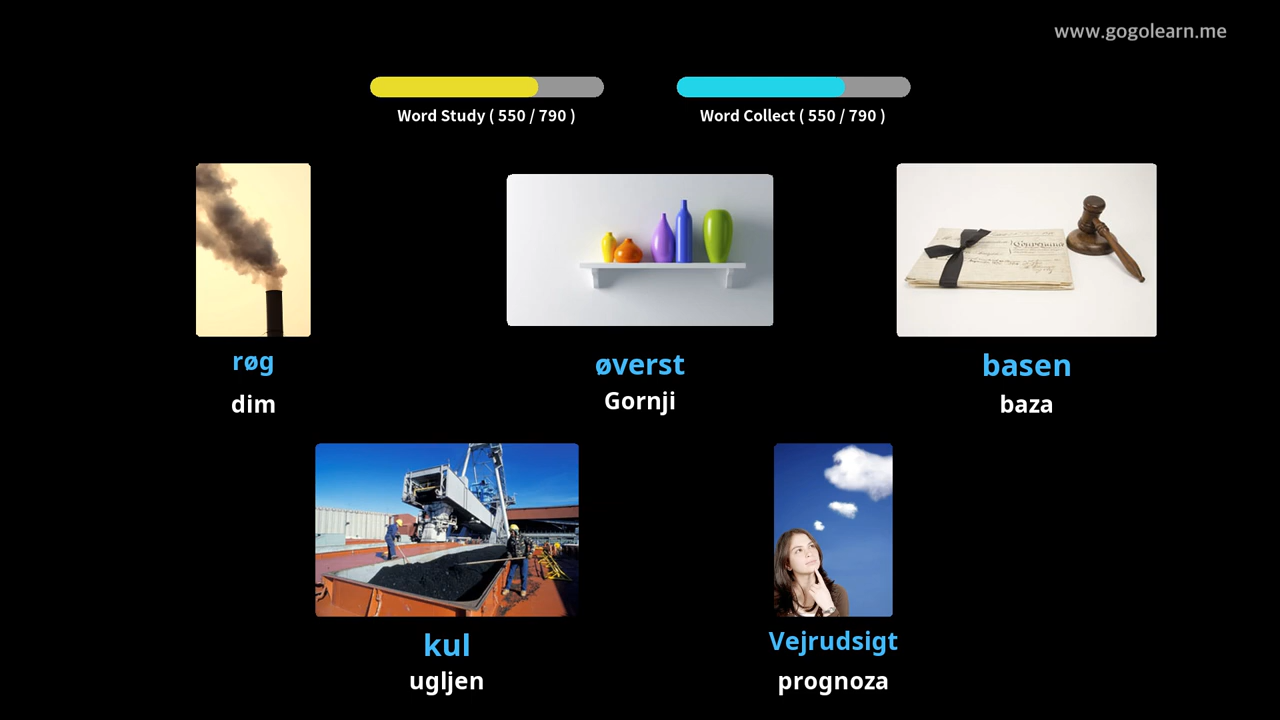 www.gogolearn.me
Word Study ( 550 / 790 )
Word Collect ( 550 / 790 )
røg
dim
øverst
Gornji
basen
baza
kul
ugljen
Vejrudsigt
prognoza